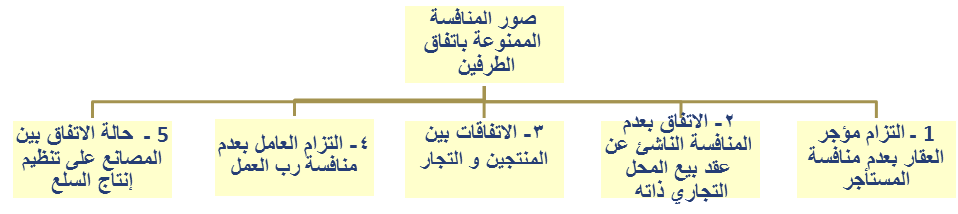 صور المنافسة
الممنوعة باتفاق
الطرفين
1 - التزام مؤجر
العقار بعدم منافسة
المستأجر
٢- الاتفاق بعدم
المنافسة الناشئ عن
عقد بيع المحل
التجاري ذاته
٣- الاتفاقات بين
المنتجين و التجار
٤- التزام العامل بعدم
منافسة رب العمل
5 - حالة الاتفاق بين
المصانع على تنظيم
إنتاج السلع